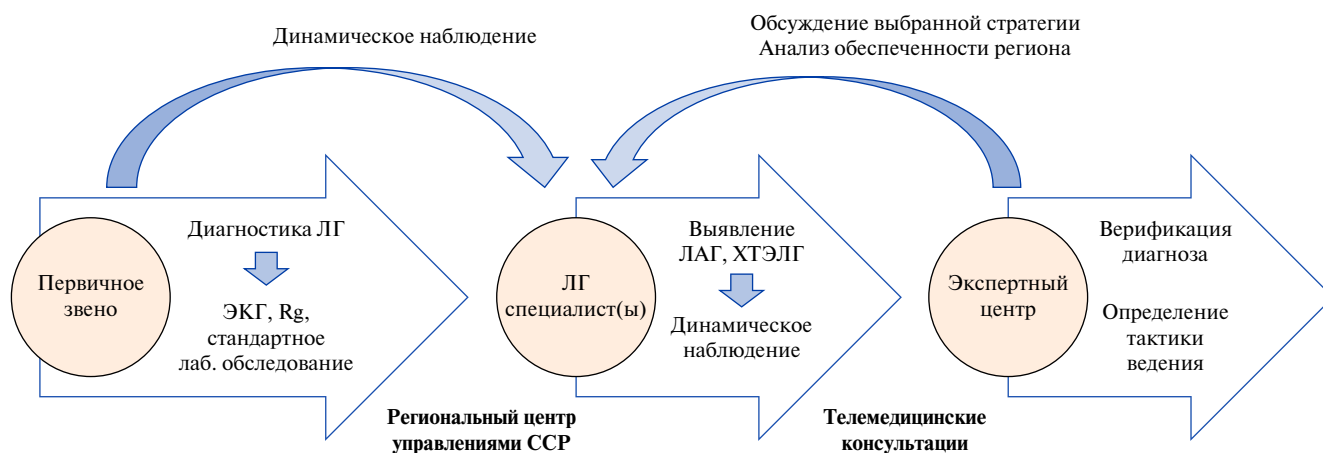 Динамическое наблюдение
Обсуждение выбранной стратегии
Анализ обеспеченности региона
Первичное
звено
Диагностика ЛГ
ЭКГ, Rg,
стандартное
лаб. обследование
ЛГ
специалист(ы)
Выявление
ЛАГ, ХТЭЛГ
Динамическое
наблюдение
Экспертный
центр
Верификация
диагноза
Определение
тактики
ведения
Региональный центр
управлениями ССР
Телемедицинские
консультации